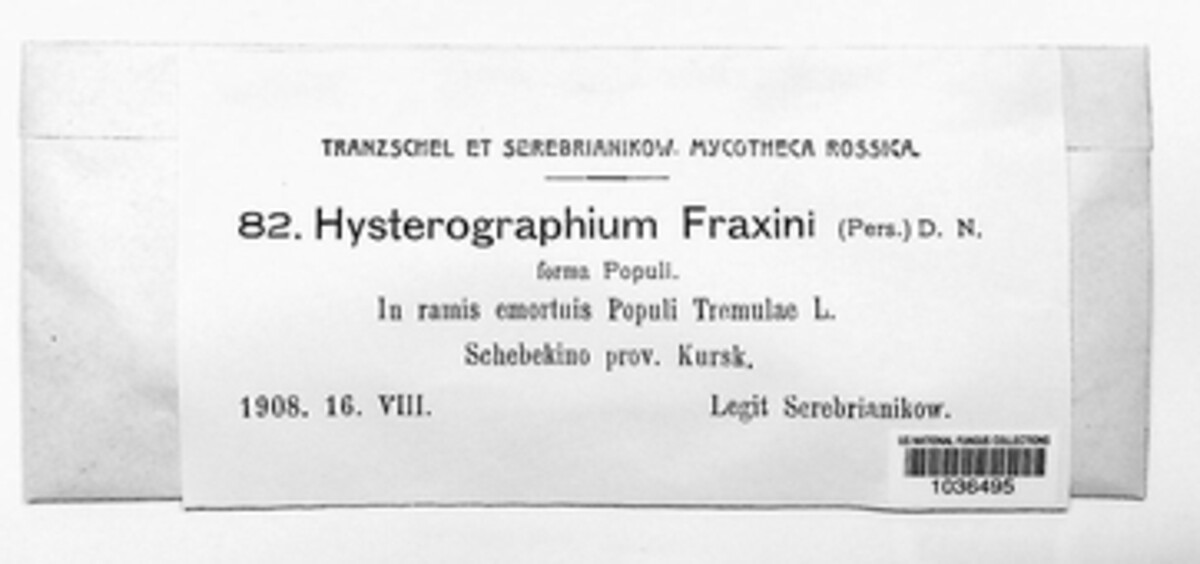 TRANZSCHEL ET SEREBRIANIKOW. MYCOTHECA ROSSICA.
82. Hysterographium Fraxini (Pers.) D. N.
forma Populi.
In ramis emortuis Populi Tremulae L.
Schebekino prov. Kursk.
1908. 16. VIII. Legit Serebrianikow.
US NATIONAL FUNGUS COLLECTIONS
1036495